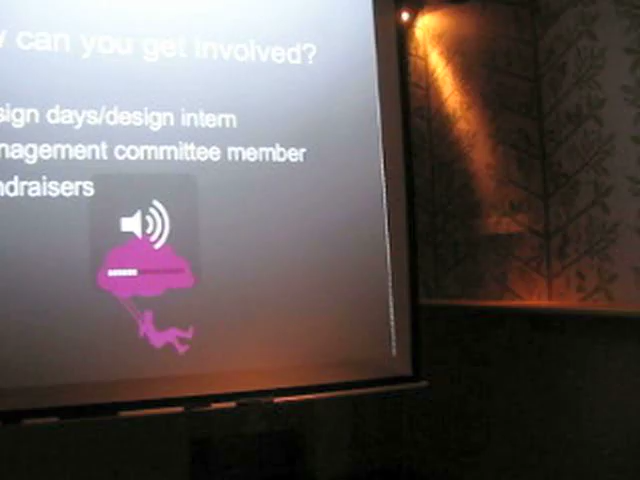 can you get involved?
sign days/design intern
nagement committee member
ndraisers